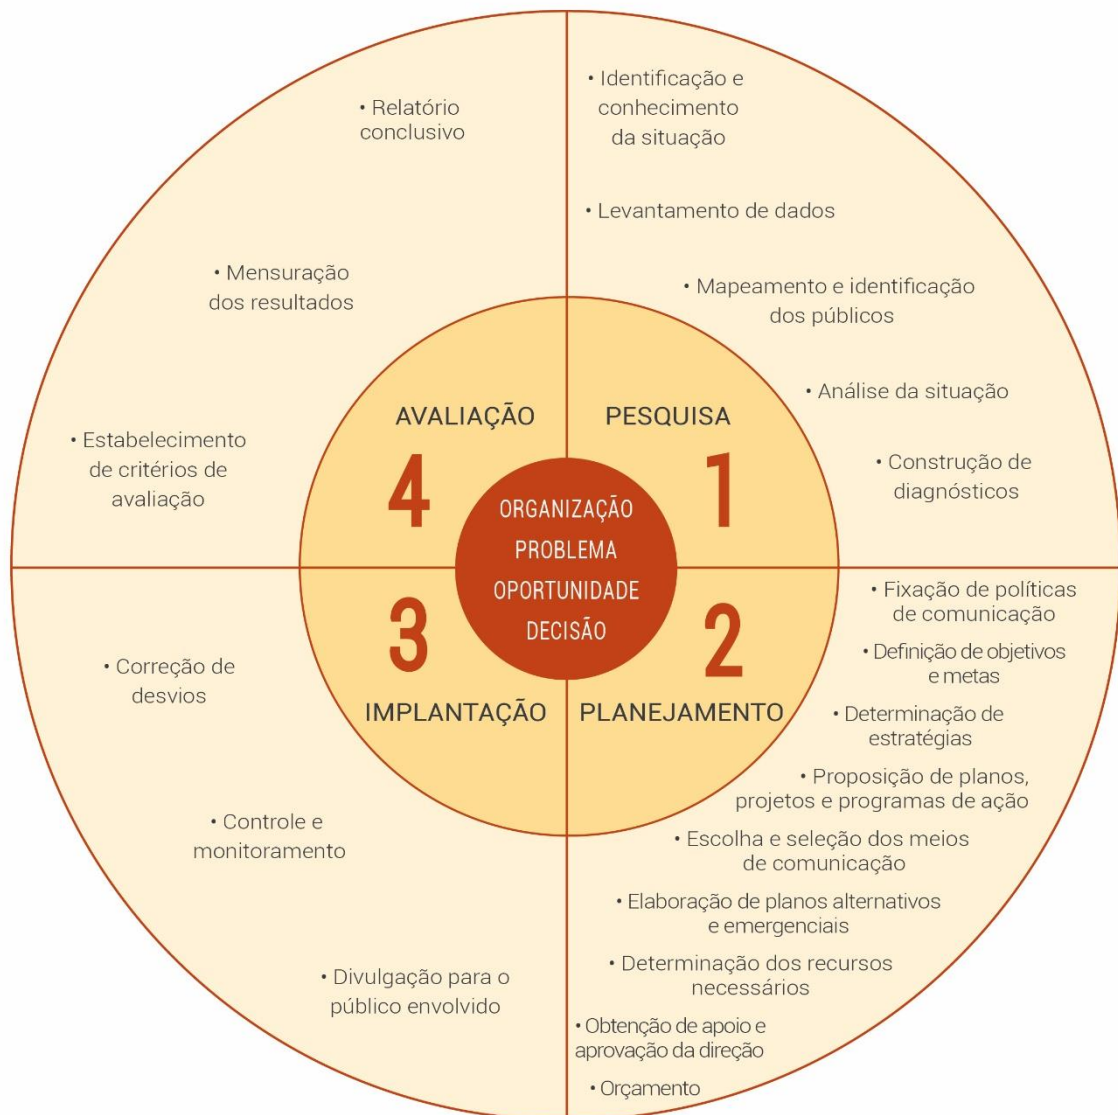 ORGANIZAÇÃO
PROBLEMA
OPORTUNIDADE
DECISÃO
PESQUISA
1
• Identificação e
conhecimento
da situação
• Levantamento de dados
• Mapeamento e identificação
dos públicos
• Análise da situação
• Construção de
diagnósticos
2
PLANEJAMENTO
• Fixação de políticas
de comunicação
• Definição de objetivos
e metas
• Determinação de
estratégias
• Proposição de planos,
projetos e programas de ação
• Escolha e seleção dos meios
de comunicação
• Elaboração de planos alternativos
e emergenciais
• Determinação dos recursos
necessários
• Obtenção de apoio e
aprovação da direção
• Orçamento
3
IMPLANTAÇÃO
• Divulgação para o
público envolvido
• Controle e
monitoramento
• Correção de
desvios
AVALIAÇÃO
4
• Estabelecimento
de critérios de
avaliação
• Mensuração
dos resultados
• Relatório
conclusivo